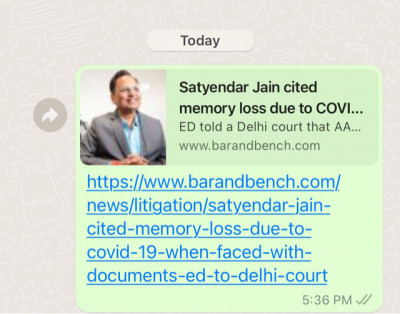 Today
Satyendar Jain cited
memory loss due to COVI...
ED told a Delhi court that AA...
www.barandbench.com
https://www.barandbench.com/
news/litigation/satyendar-jain-
cited-memory-loss-due-to-
covid-19-when-faced-with-
documents-ed-to-delhi-court
5:36 PM